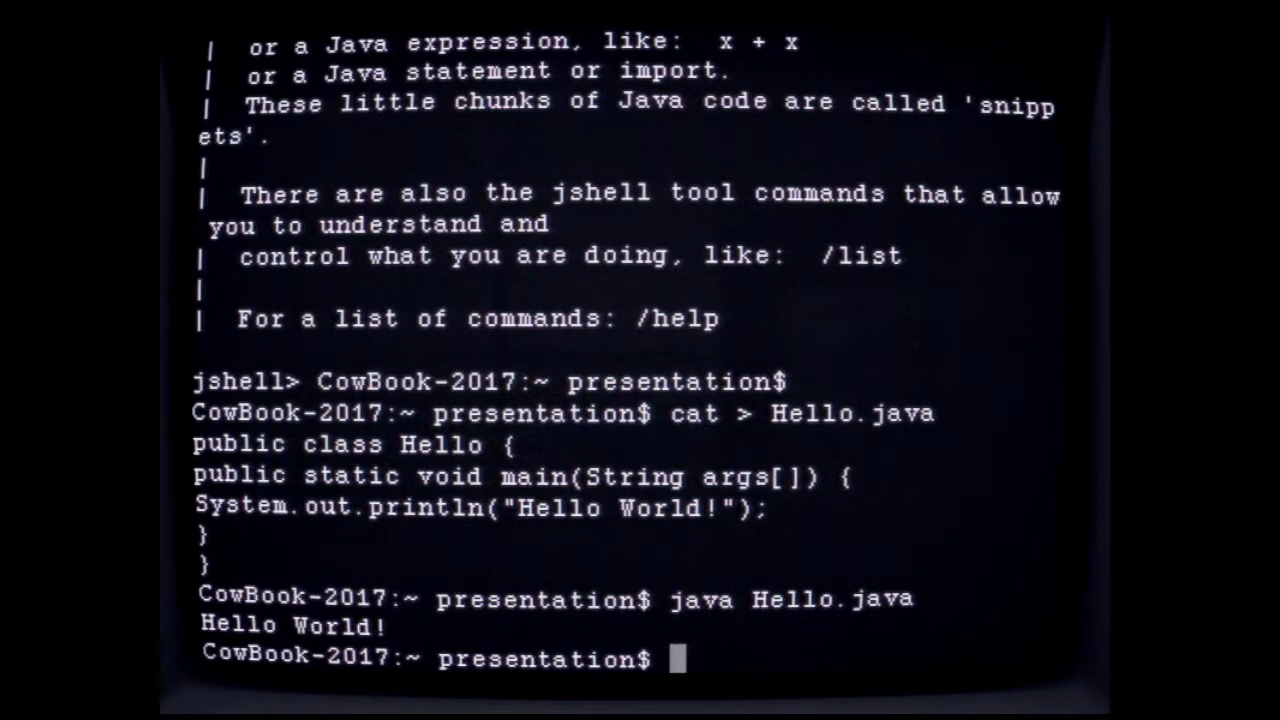 |  or a Java expression, like:  x + x
|  or a Java statement or import.
|  These little chunks of Java code are called 'snipp
ets'.
|
|  There are also the jshell tool commands that allow
you to understand and
|  control what you are doing, like:  /list
|
|  For a list of commands: /help
jshell> CowBook-2017:~ presentation$
CowBook-2017:~ presentation$ cat > Hello.java
public class Hello {
public static void main(String args[]) {
System.out.println("Hello World!");
}
}
CowBook-2017:~ presentation$ java Hello.java
Hello World!
CowBook-2017:~ presentation$